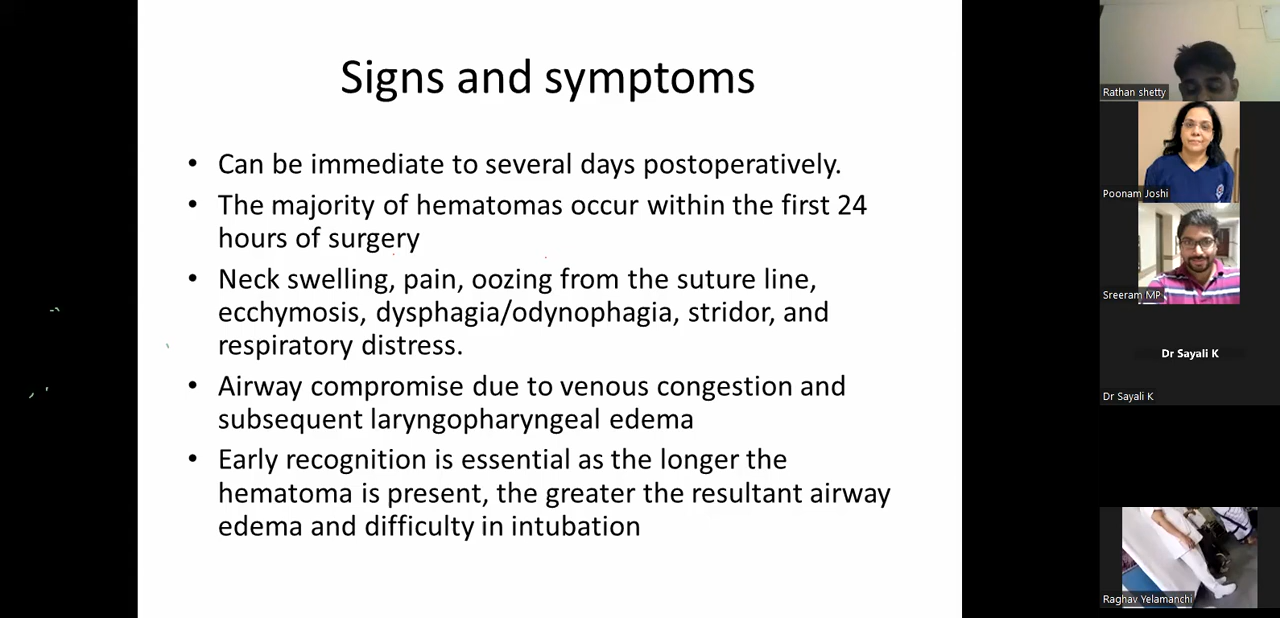 Signs and symptoms
• Can be immediate to several days postoperatively.
• The majority of hematomas occur within the first 24
hours of surgery
• Neck swelling, pain, oozing from the suture line,
ecchymosis, dysphagia/odynophagia, stridor, and
respiratory distress.
• Airway compromise due to venous congestion and
subsequent laryngopharyngeal edema
• Early recognition is essential as the longer the
hematoma is present, the greater the resultant airway
edema and difficulty in intubation
Rathan shetty
Poonam Joshi
Sreeram MP
Dr Sayali K
Dr Sayali K
Raghav Yelamanchi